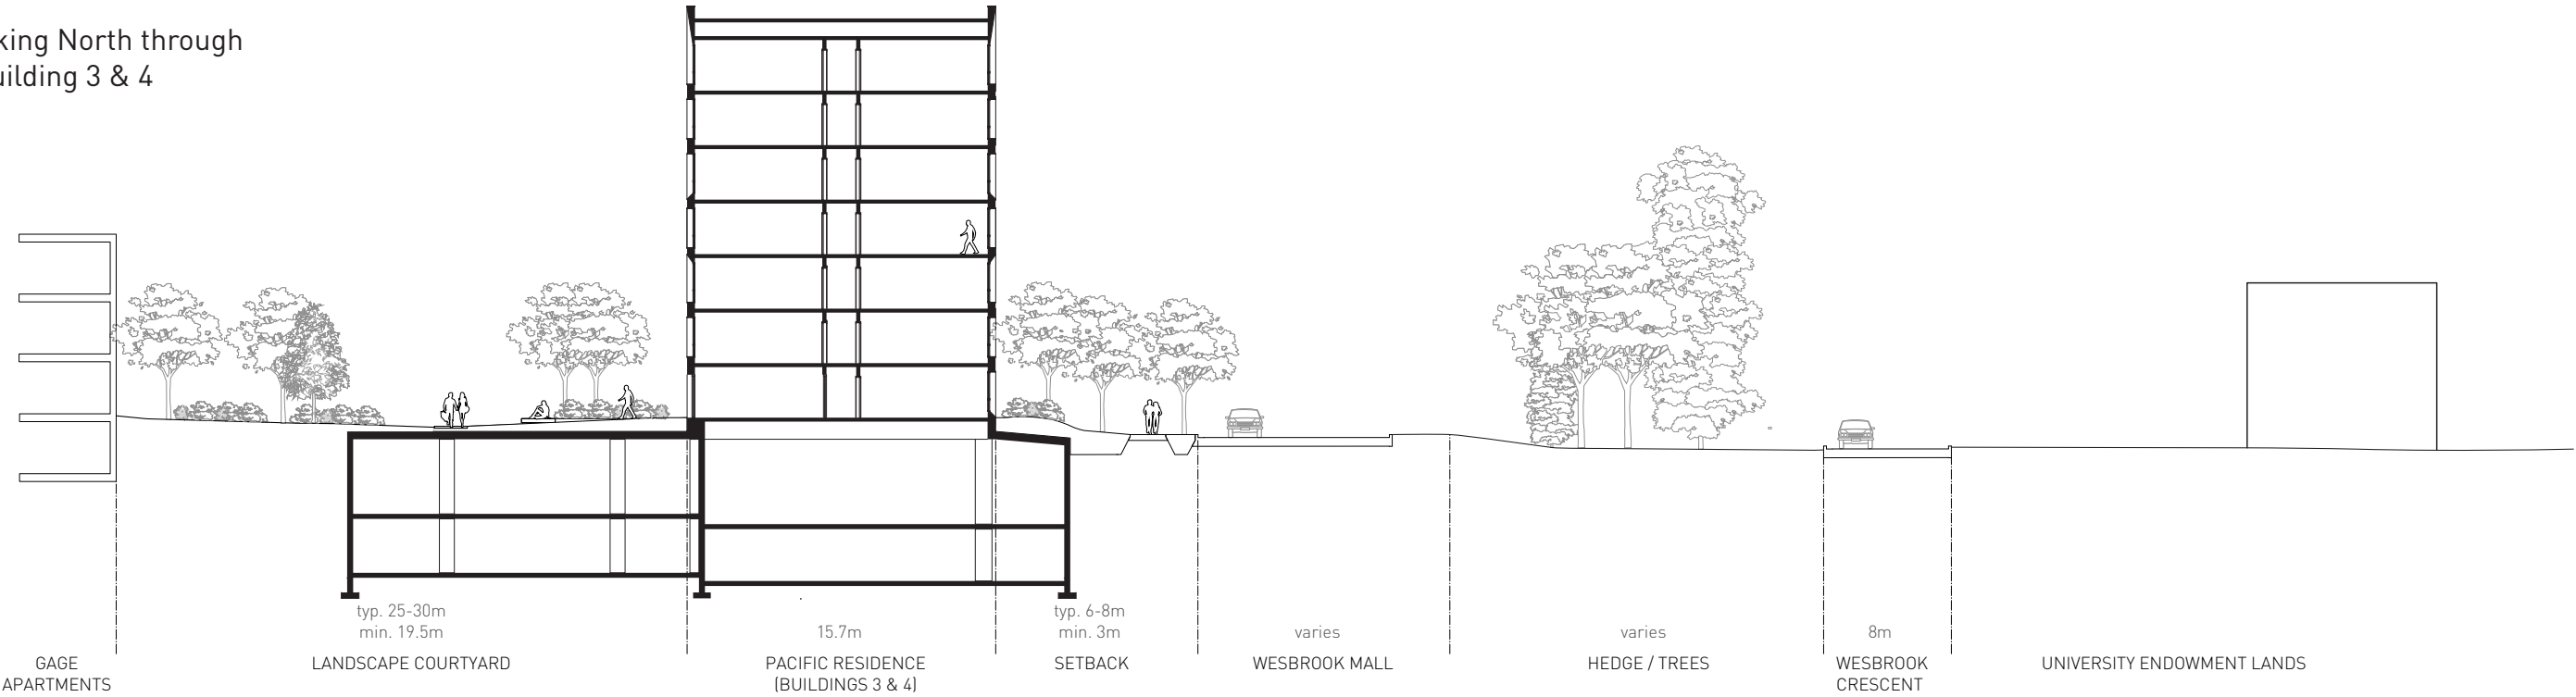 king North through
uilding 3 & 4
typ. 25-30m
min. 19.5m
15.7m
typ. 6-8m
min. 3m
varies
varies
8m
GAGE
APARTMENTS
LANDSCAPE COURTYARD
PACIFIC RESIDENCE
(BUILDINGS 3 & 4)
SETBACK
WESBROOK MALL
HEDGE / TREES
WESBROOK
CRESCENT
UNIVERSITY ENDOWMENT LANDS